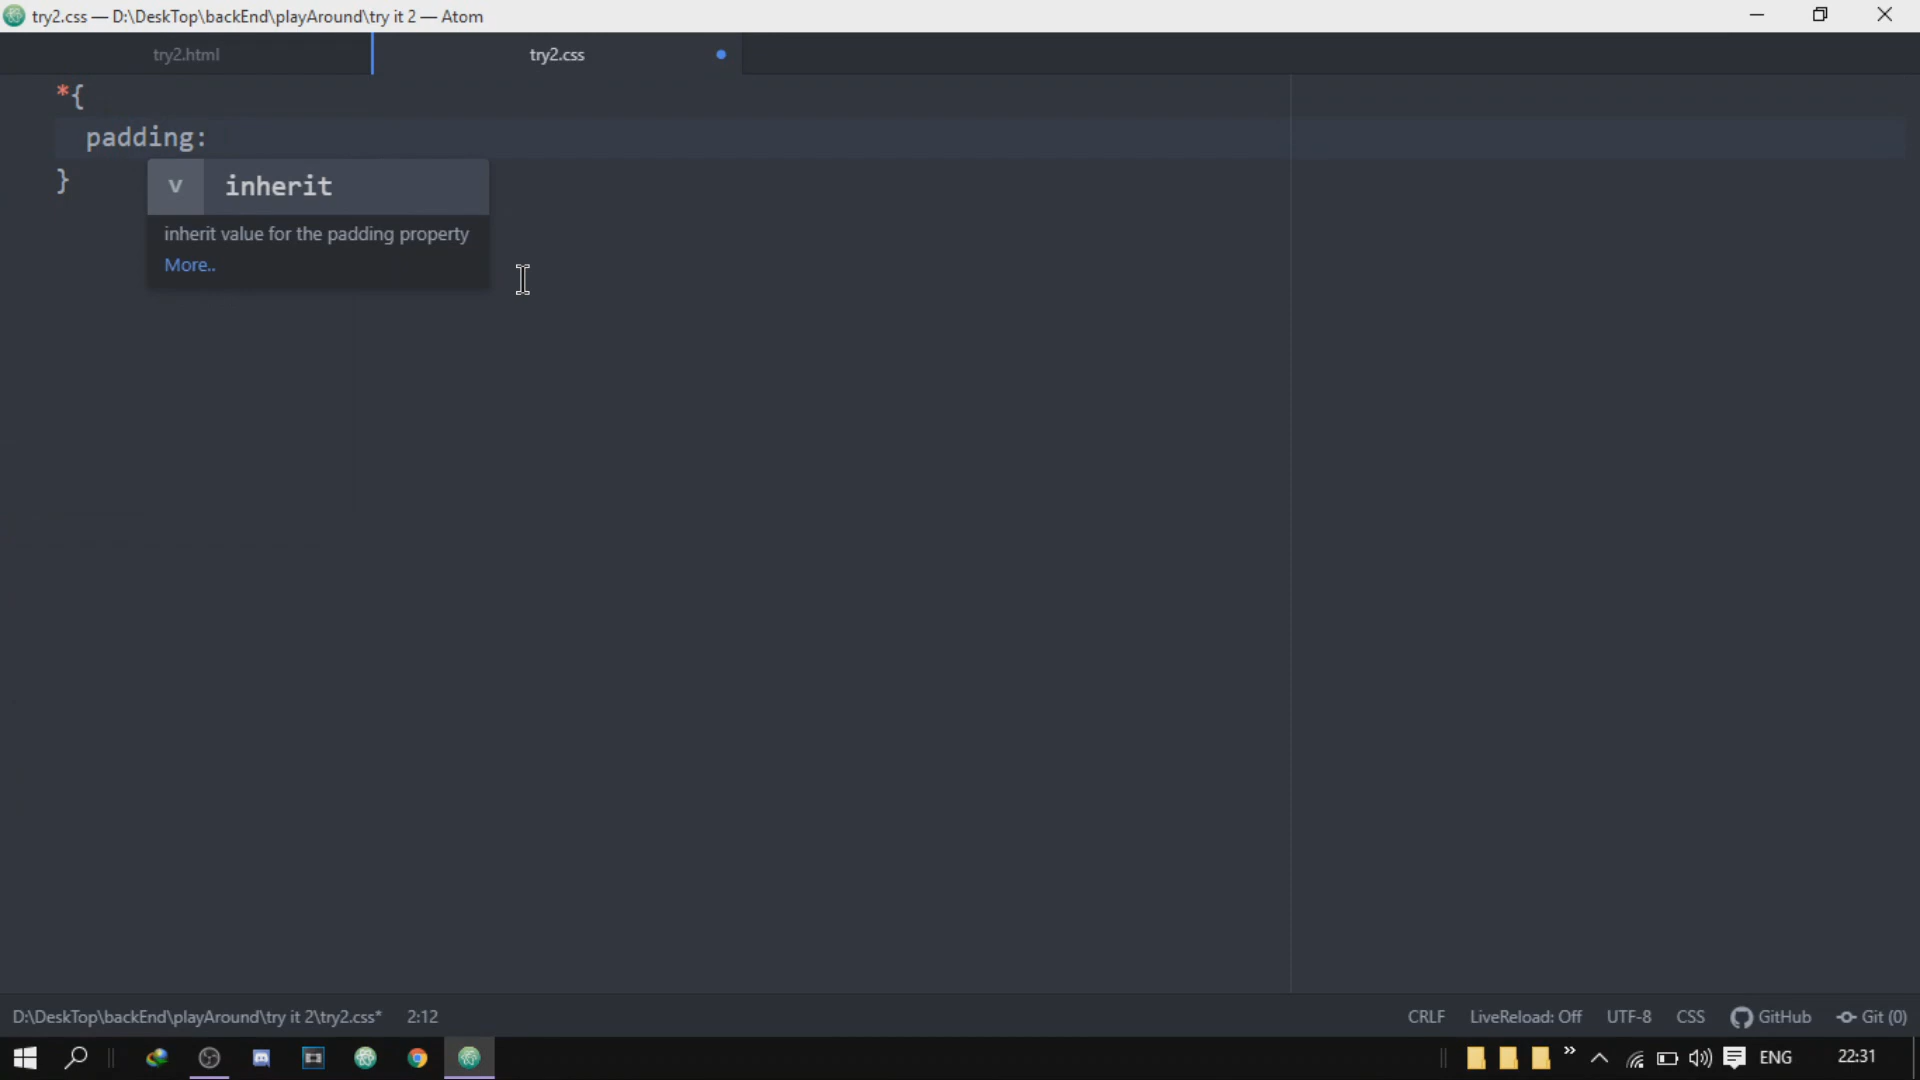 try2.css — D:\DeskTop\backEnd\playAround\try it 2 — Atom
try2.html
try2.css
*{
padding:
}
v inherit
inherit value for the padding property
More..
D:\DeskTop\backEnd\playAround\try it 2\try2.css* 2:12
CRLF LiveReload: Off UTF-8 CSS GitHub Git (0)
ENG 22:31